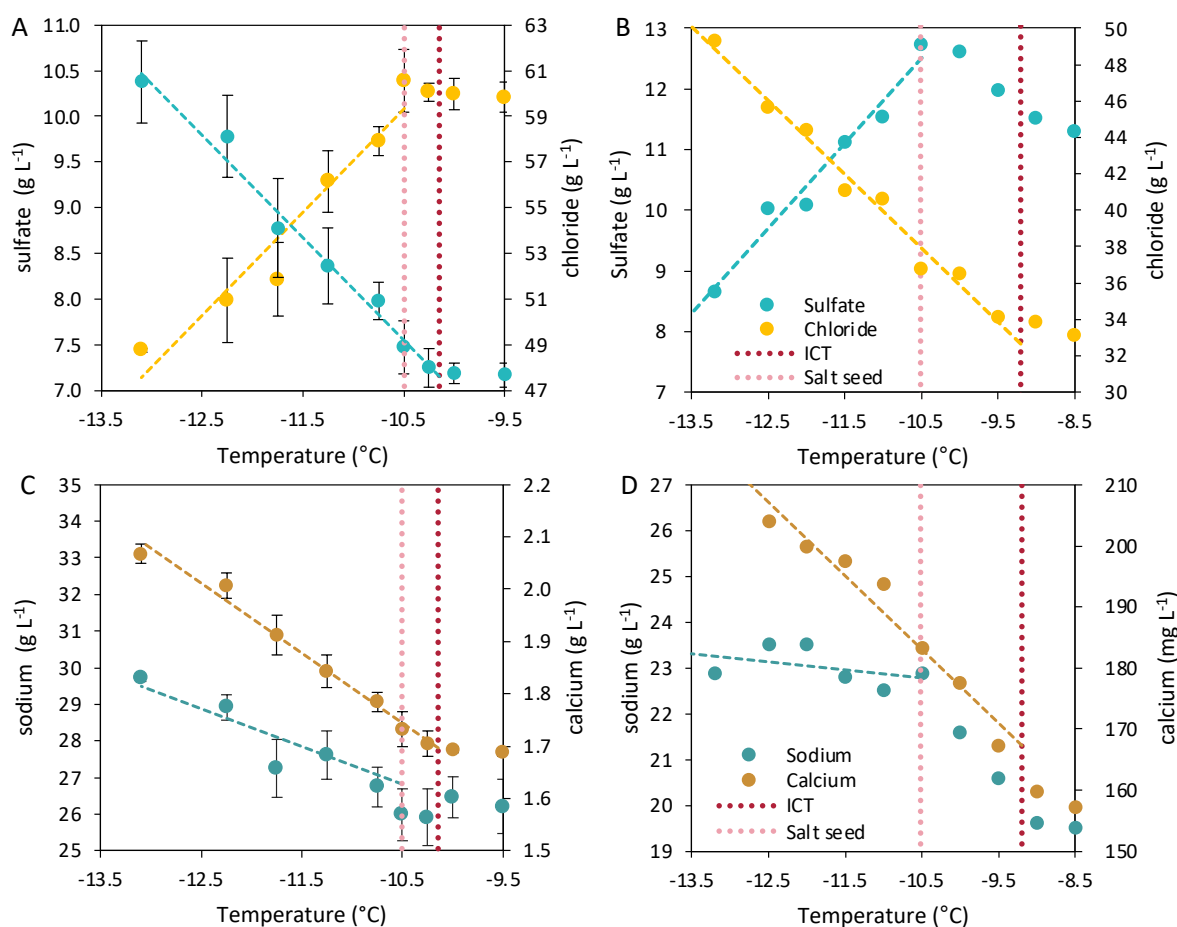 A
11.0
10.5
10.0
9.5
9.0
8.5
8.0
7.5
7.0
sulfate (g L⁻¹)
63
61
59
57
55
53
51
49
47
chloride (g L⁻¹)
-13.5 -12.5 -11.5 -10.5 -9.5
Temperature (°C)
B
13
12
11
10
9
8
7
Sulfate (g L⁻¹)
50
48
46
44
42
40
38
36
34
32
30
chloride (g L⁻¹)
Sulfate
Chloride
ICT
Salt seed
-13.5 -12.5 -11.5 -10.5 -9.5 -8.5
Temperature (°C)
C
35
34
33
32
31
30
29
28
27
26
25
sodium (g L⁻¹)
2.2
2.1
2.0
1.9
1.8
1.7
1.6
1.5
calcium (g L⁻¹)
-13.5 -12.5 -11.5 -10.5 -9.5
Temperature (°C)
D
27
26
25
24
23
22
21
20
19
sodium (g L⁻¹)
210
200
190
180
170
160
150
calcium (mg L⁻¹)
Sodium
Calcium
ICT
Salt seed
-13.5 -12.5 -11.5 -10.5 -9.5 -8.5
Temperature (°C)